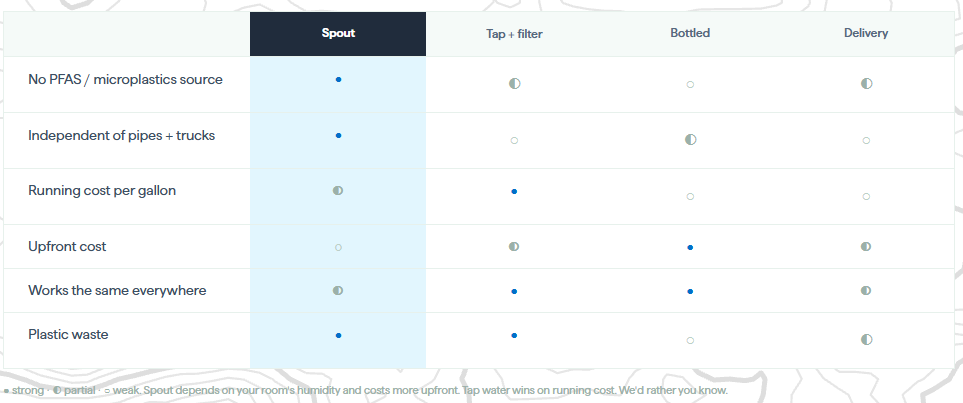 Spout Tap + filter Bottled Delivery
No PFAS / microplastics source ● ◐ ○ ◐
Independent of pipes + trucks ● ○ ◐ ○
Running cost per gallon ◐ ● ○ ○
Upfront cost ○ ◐ ● ◐
Works the same everywhere ◐ ● ● ◐
Plastic waste ● ● ○ ◐
● strong · ◐ partial · ○ weak. Spout depends on your room's humidity and costs more upfront. Tap water wins on running cost. We'd rather you know.